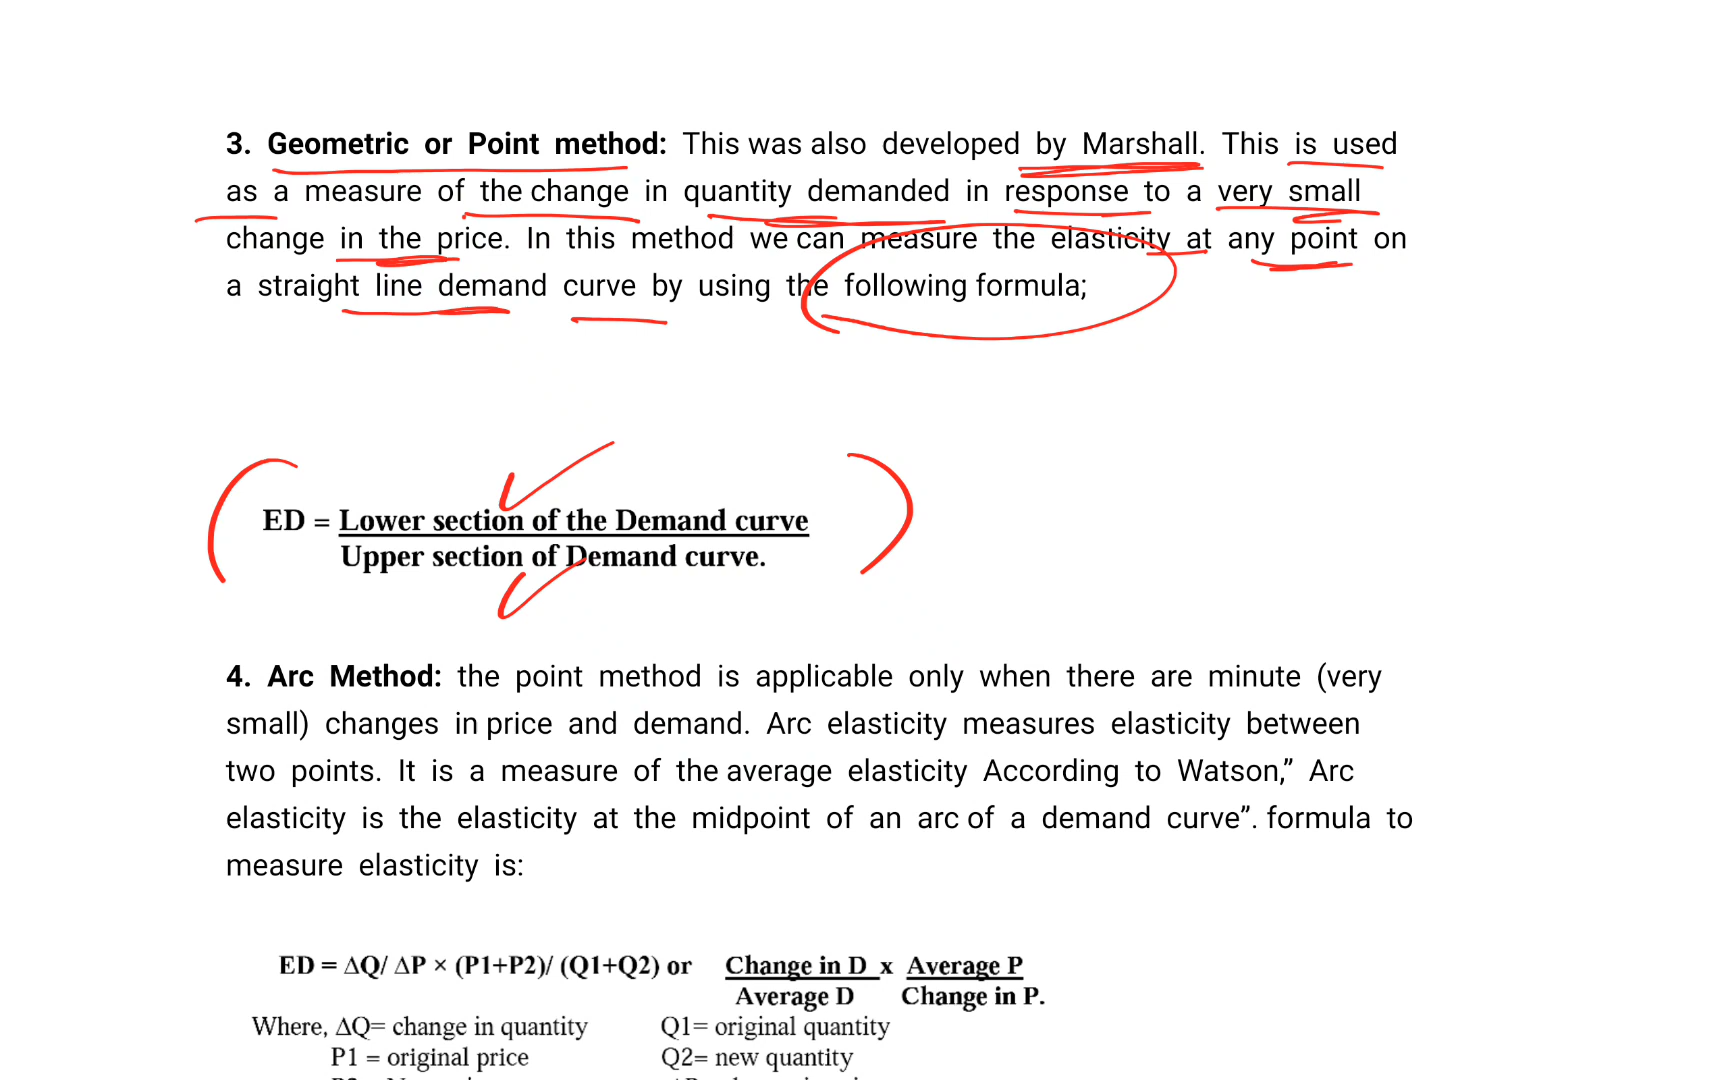 3. Geometric or Point method: This was also developed by Marshall. This is used
as a measure of the change in quantity demanded in response to a very small
change in the price. In this method we can measure the elasticity at any point on
a straight line demand curve by using the following formula;
ED = Lower section of the Demand curve
Upper section of Demand curve.
4. Arc Method: the point method is applicable only when there are minute (very
small) changes in price and demand. Arc elasticity measures elasticity between
two points. It is a measure of the average elasticity According to Watson,” Arc
elasticity is the elasticity at the midpoint of an arc of a demand curve”. formula to
measure elasticity is:
ED = ΔQ/ ΔP × (P1+P2)/ (Q1+Q2) or Change in D x Average P
Average D Change in P.
Where, ΔQ= change in quantity Q1= original quantity
P1 = original price Q2= new quantity